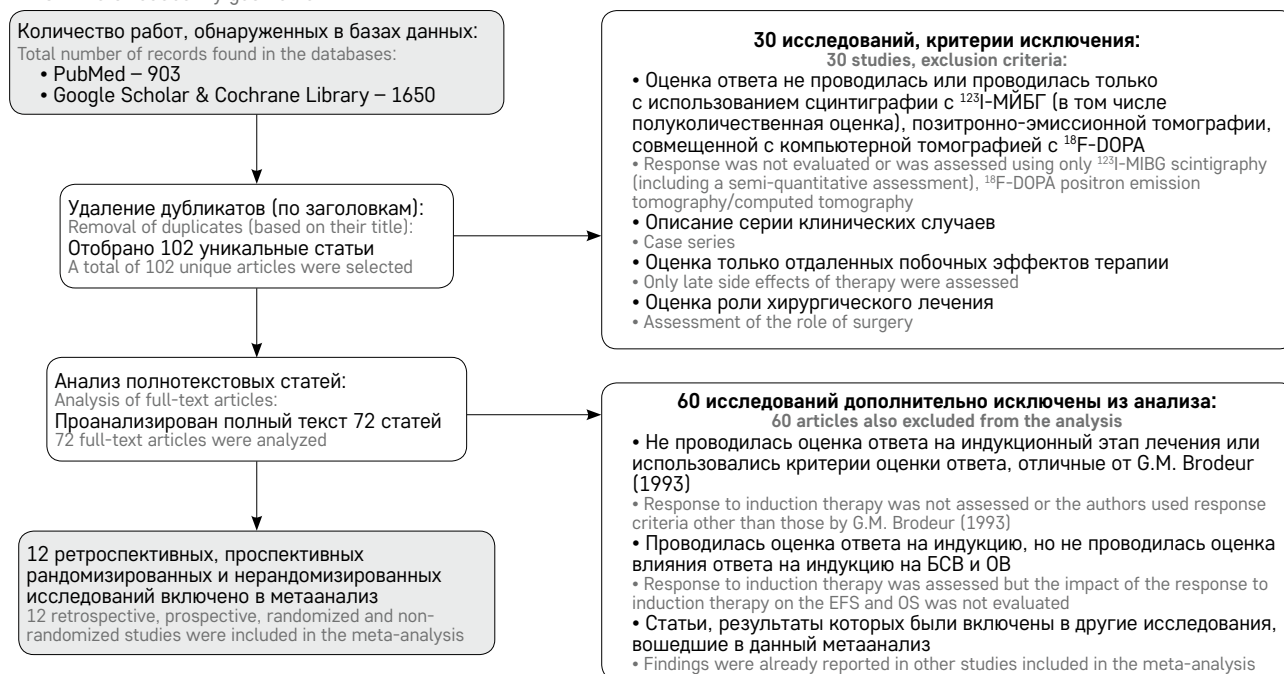 Количество работ, обнаруженных в базах данных:
Total number of records found in the databases:
• PubMed – 903
• Google Scholar & Cochrane Library – 1650
Удаление дубликатов (по заголовкам):
Removal of duplicates (based on their title):
Отобрано 102 уникальные статьи
A total of 102 unique articles were selected
30 исследований, критерии исключения:
30 studies, exclusion criteria:
• Оценка ответа не проводилась или проводилась только
с использованием сцинтиграфии с ¹²³I-МЙБГ (в том числе
полуколичественная оценка), позитронно-эмиссионной томографии,
совмещенной с компьютерной томографией с ¹⁸F-DOPA
• Response was not evaluated or was assessed using only ¹²³I-MIBG scintigraphy
(including a semi-quantitative assessment), ¹⁸F-DOPA positron emission
tomography/computed tomography
• Описание серии клинических случаев
• Case series
• Оценка только отдаленных побочных эффектов терапии
• Only late side effects of therapy were assessed
• Оценка роли хирургического лечения
• Assessment of the role of surgery
Анализ полнотекстовых статей:
Analysis of full-text articles:
Проанализирован полный текст 72 статей
72 full-text articles were analyzed
60 исследований дополнительно исключены из анализа:
60 articles also excluded from the analysis
• Не проводилась оценка ответа на индукционный этап лечения или
использовались критерии оценки ответа, отличные от G.M. Brodeur
(1993)
• Response to induction therapy was not assessed or the authors used response
criteria other than those by G.M. Brodeur (1993)
• Проводилась оценка ответа на индукцию, но не проводилась оценка
влияния ответа на индукцию на БСВ и ОВ
• Response to induction therapy was assessed but the impact of the response to
induction therapy on the EFS and OS was not evaluated
• Статьи, результаты которых были включены в другие исследования,
вошедшие в данный метаанализ
• Findings were already reported in other studies included in the meta-analysis
12 ретроспективных, проспективных
рандомизированных и нерандомизированных
исследований включено в метаанализ
12 retrospective, prospective, randomized and non-
randomized studies were included in the meta-analysis